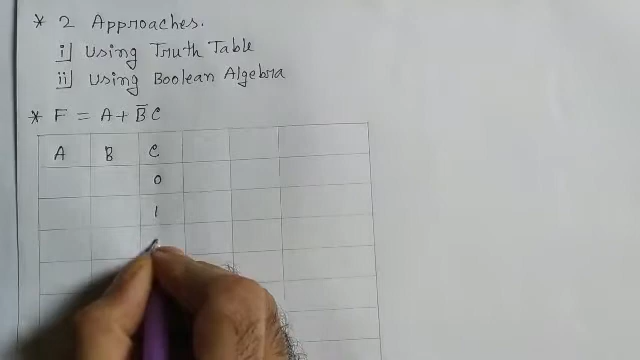 * 2 Approaches.
i] Using Truth Table
ii] Using Boolean Algebra
* F = A + B̅ C
A B C
0
1